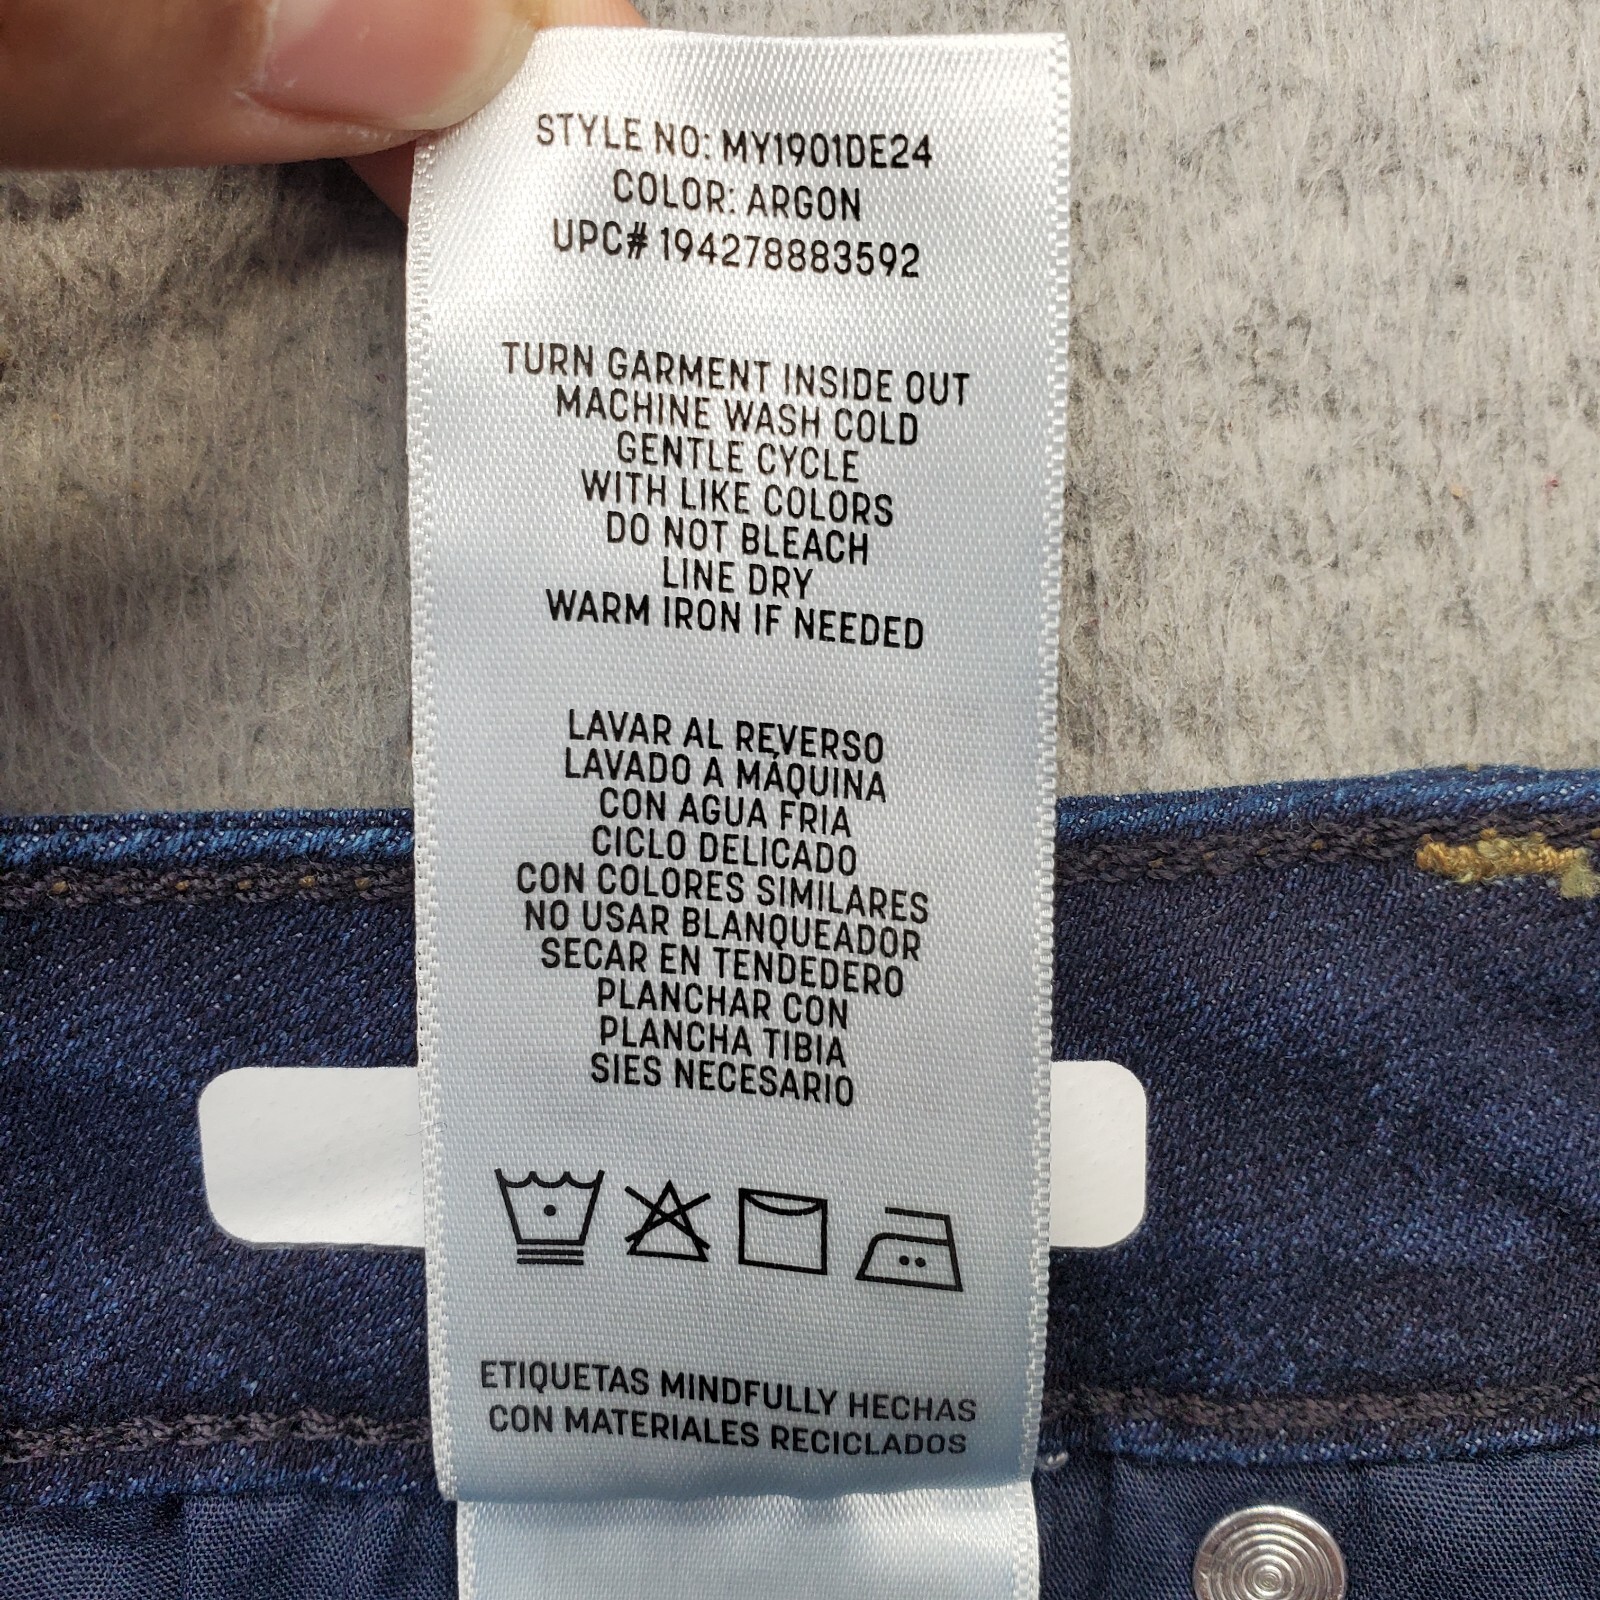 STYLE NO: MY1901DE24
COLOR: ARGON
UPC# 194278883592
TURN GARMENT INSIDE OUT
MACHINE WASH COLD
GENTLE CYCLE
WITH LIKE COLORS
DO NOT BLEACH
LINE DRY
WARM IRON IF NEEDED
LAVAR AL REVERSO
LAVADO A MÁQUINA
CON AGUA FRIA
CICLO DELICADO
CON COLORES SIMILARES
NO USAR BLANQUEADOR
SECAR EN TENDEDERO
PLANCHAR CON
PLANCHA TIBIA
SIES NECESARIO
ETIQUETAS MINDFULLY HECHAS
CON MATERIALES RECICLADOS